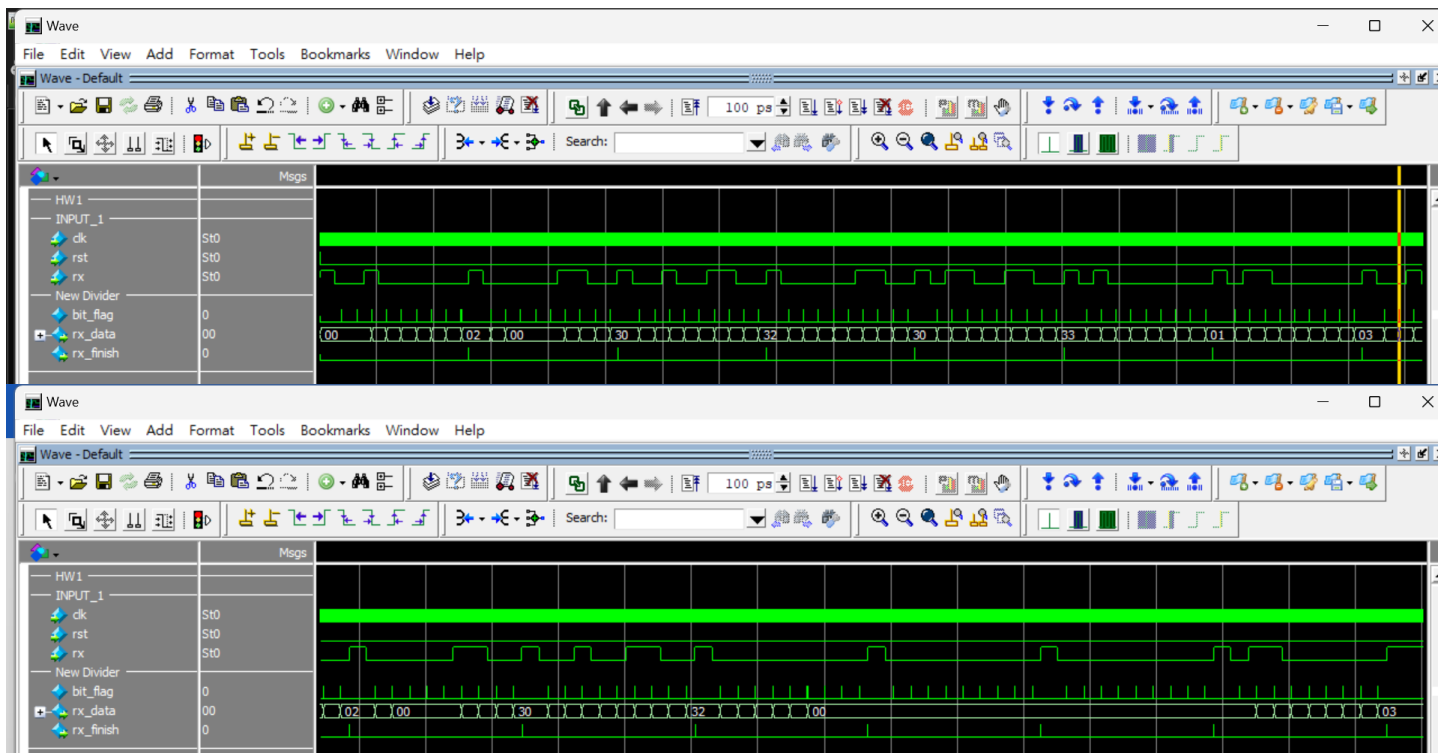 Wave
File Edit View Add Format Tools Bookmarks Window Help
Wave - Default
100 ps
Search:
Msgs
HW1
INPUT_1
clk St0
rst St0
rx St0
New Divider
bit_flag 0
rx_data 00 00 02 00 30 32 30 33 01 03
rx_finish 0
Wave
File Edit View Add Format Tools Bookmarks Window Help
Wave - Default
100 ps
Search:
Msgs
HW1
INPUT_1
clk St0
rst St0
rx St0
New Divider
bit_flag 0
rx_data 00 02 00 30 32 00 03
rx_finish 0